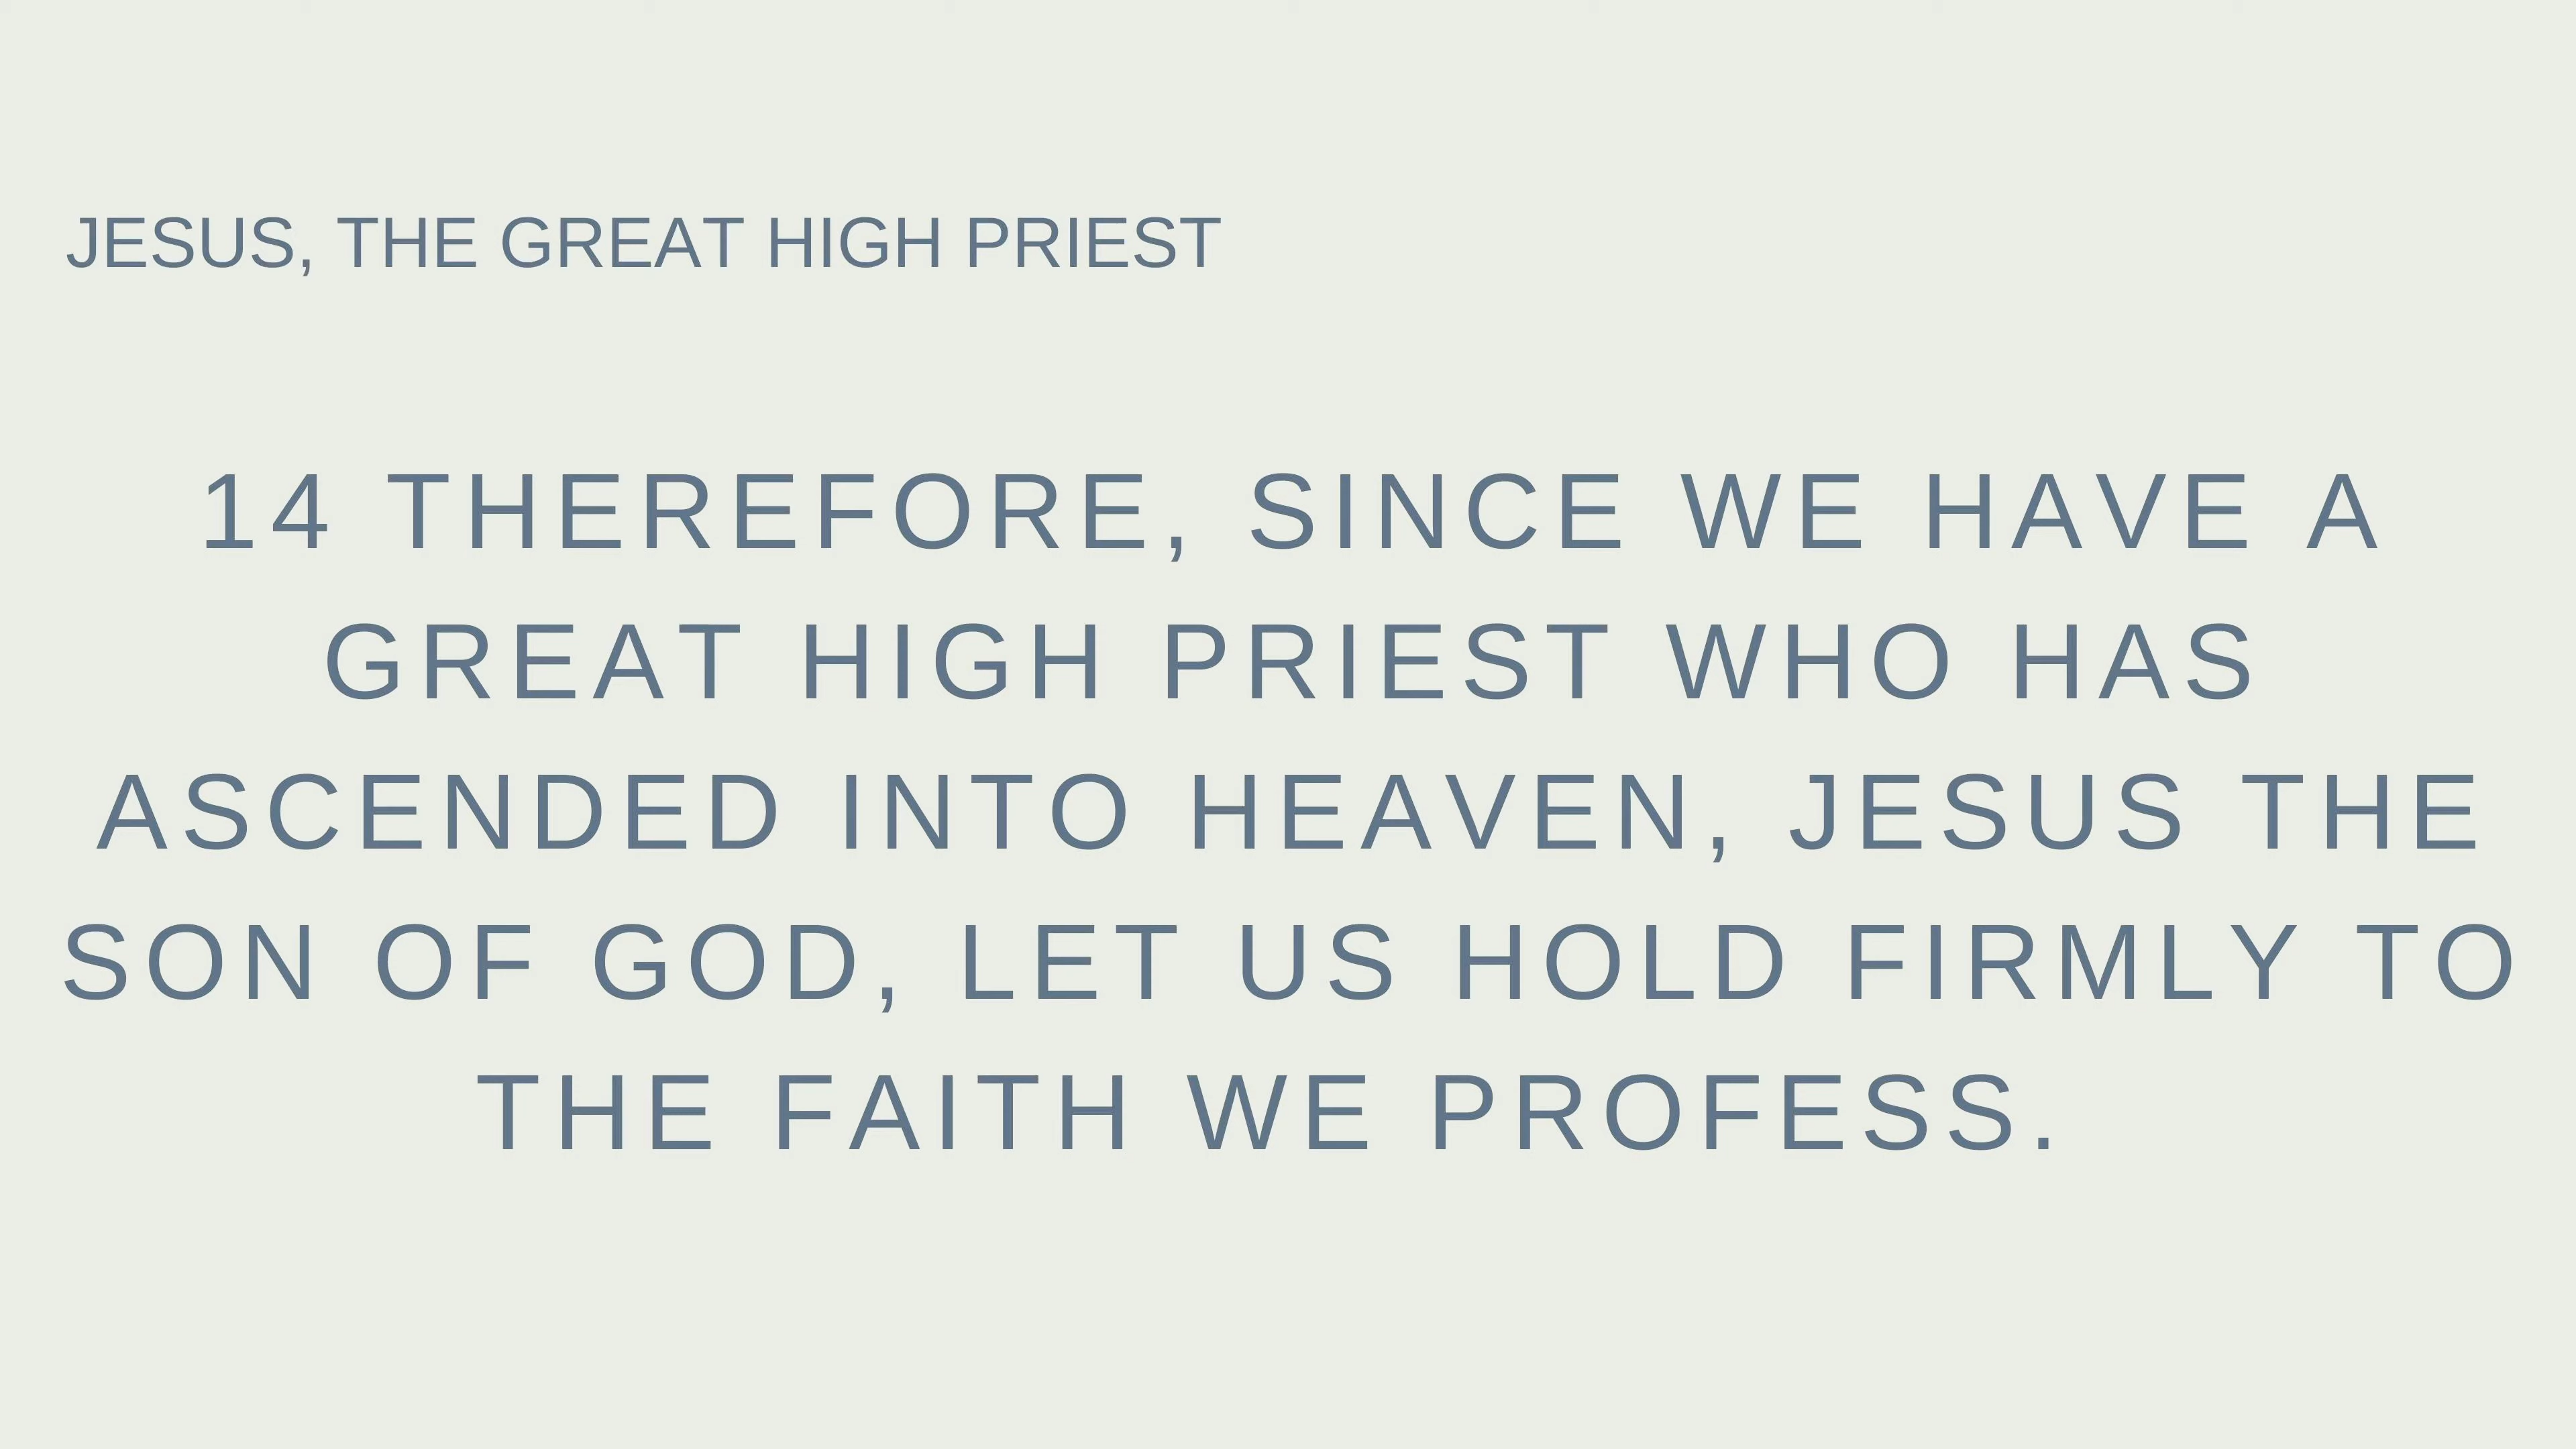 JESUS, THE GREAT HIGH PRIEST
14 THEREFORE, SINCE WE HAVE A
GREAT HIGH PRIEST WHO HAS
ASCENDED INTO HEAVEN, JESUS THE
SON OF GOD, LET US HOLD FIRMLY TO
THE FAITH WE PROFESS.